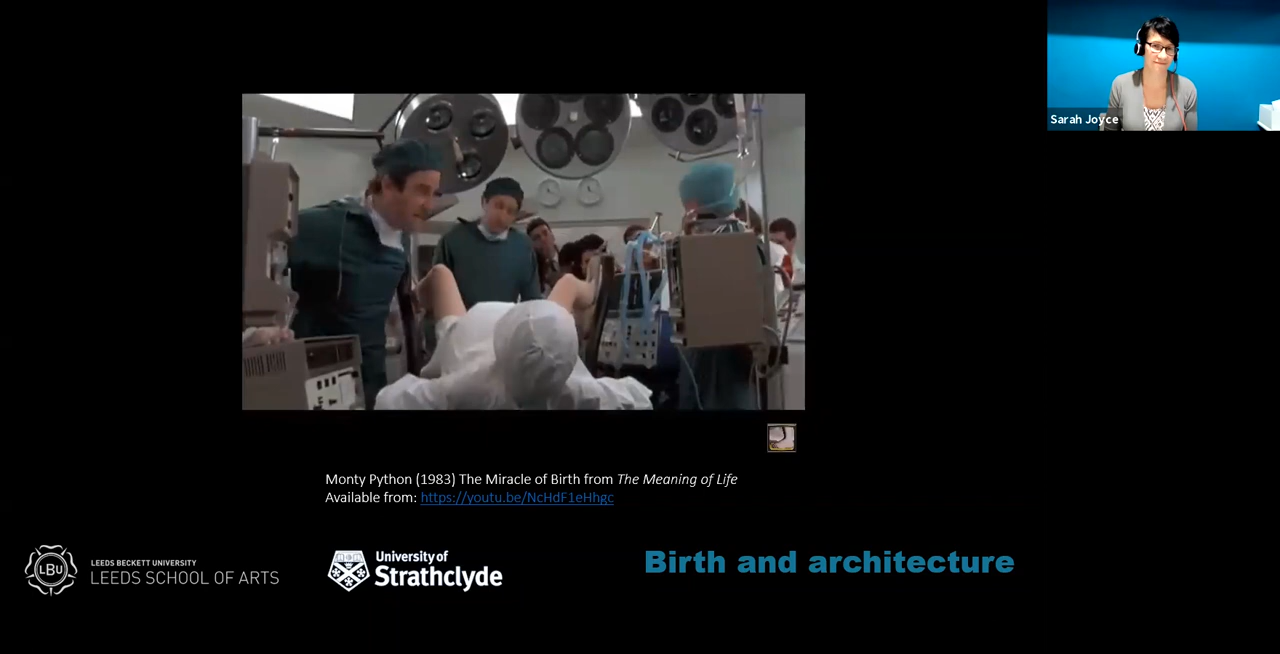 Sarah Joyce
Monty Python (1983) The Miracle of Birth from The Meaning of Life
Available from: https://youtu.be/NcHdF1eHhgc
LBU
LEEDS BECKETT UNIVERSITY
LEEDS SCHOOL OF ARTS
University of
Strathclyde
Birth and architecture